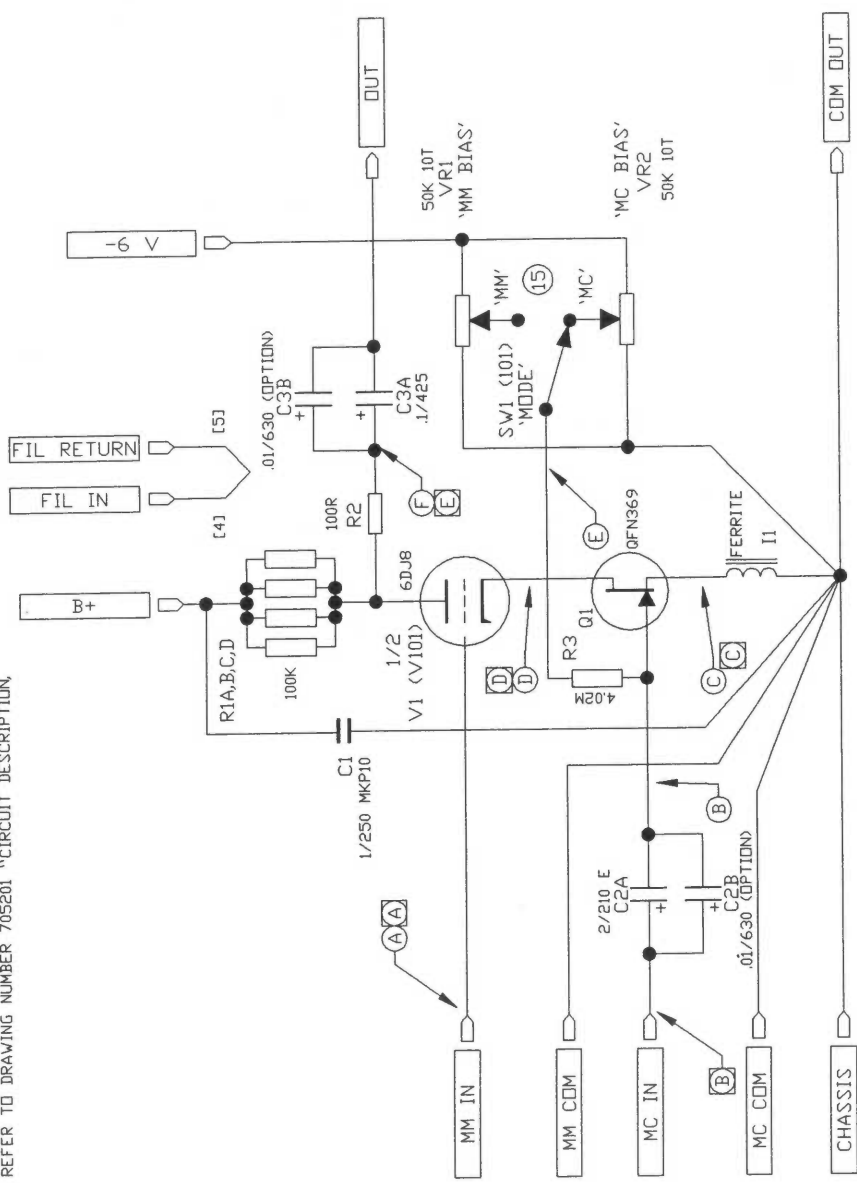 REFER TO DRAWING NUMBER 705201 "CIRCUIT DESCRIPTION,
B+
FIL IN
FIL RETURN
-6 V
[4]
[5]
OUT
R1A,B,C,D
100K
C1
1/250 MKP10
100R
R2
.01/630 (OPTION)
C3B
+
+
C3A
.1/425
F
E
50K 10T
VR1
'MM BIAS'
'MM'
15
'MC'
SW1 (101)
'MODE'
'MC BIAS'
VR2
50K 10T
1/2
V1 (V101)
6DJ8
A
A
MM IN
D
D
E
R3
4.02M
Q1
QFN369
MM COM
MC IN
B
B
2/210 E
C2A
+
+
C2B
.01/630 (OPTION)
C
C
FERRITE
I1
MC COM
CHASSIS
COM OUT